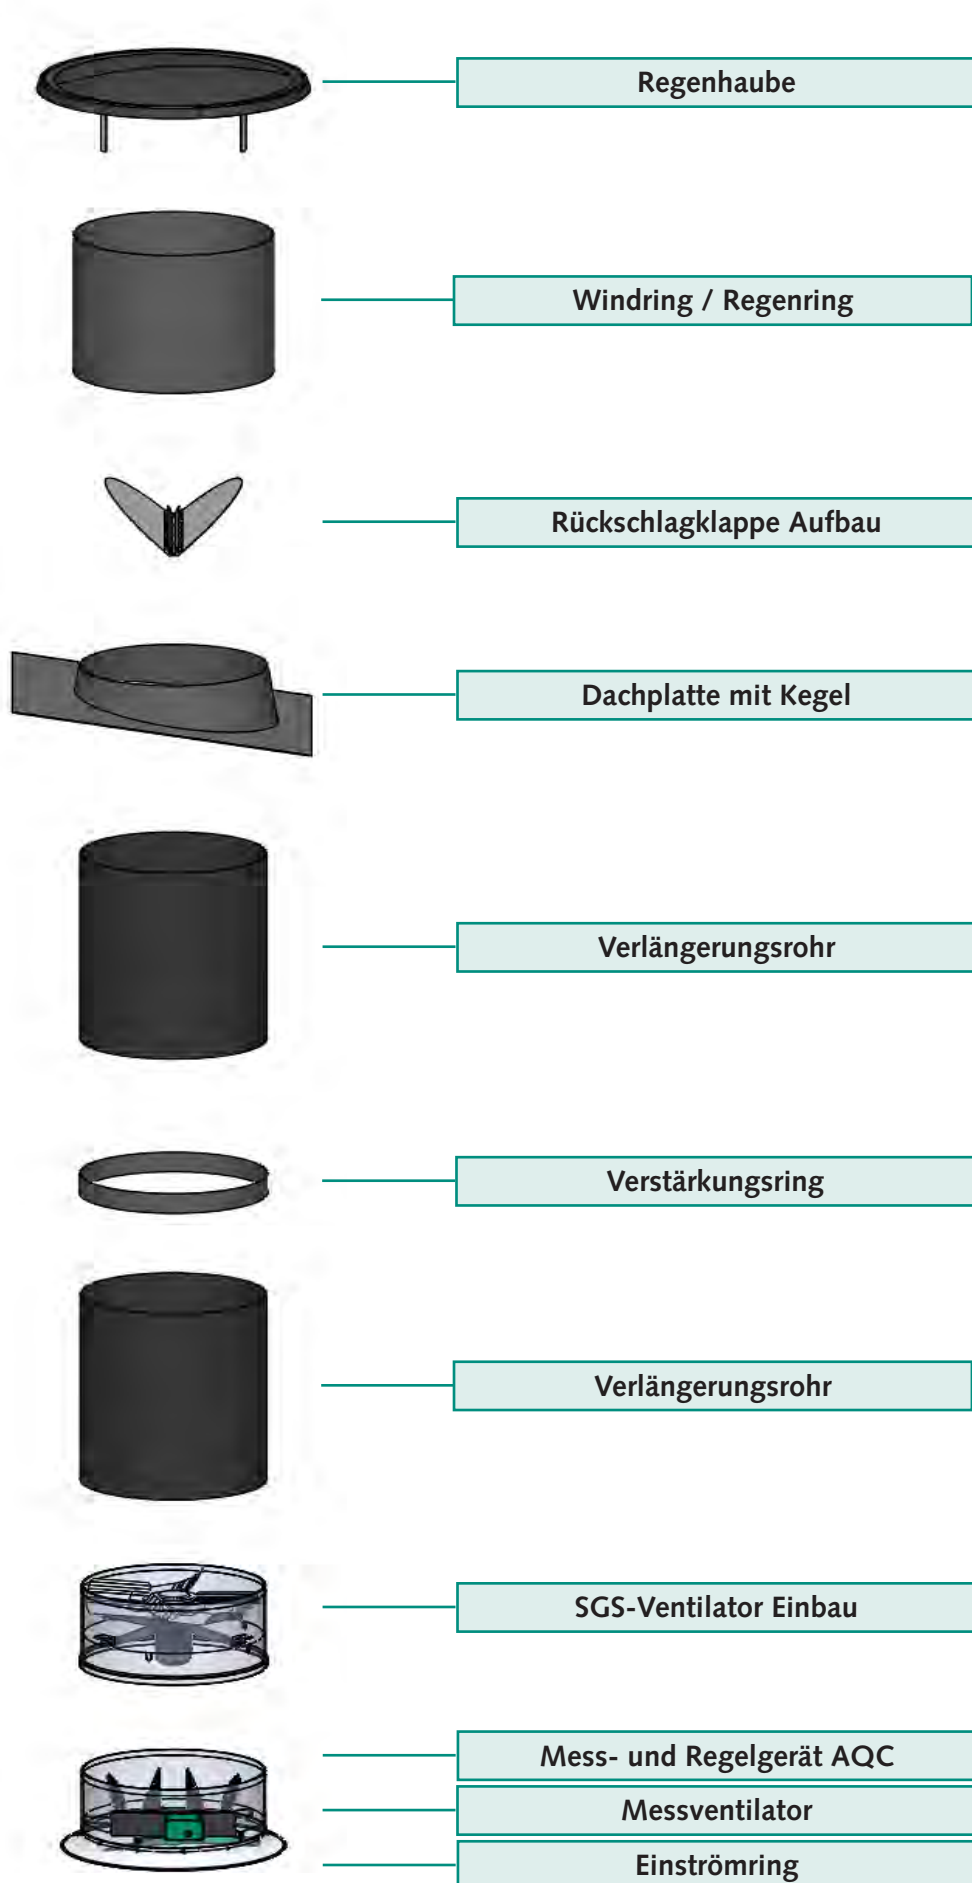 Regenhaube
Windring / Regenring
Rückschlagklappe Aufbau
Dachplatte mit Kegel
Verlängerungsrohr
Verstärkungsring
Verlängerungsrohr
SGS-Ventilator Einbau
Mess- und Regelgerät AQC
Messventilator
Einströmring